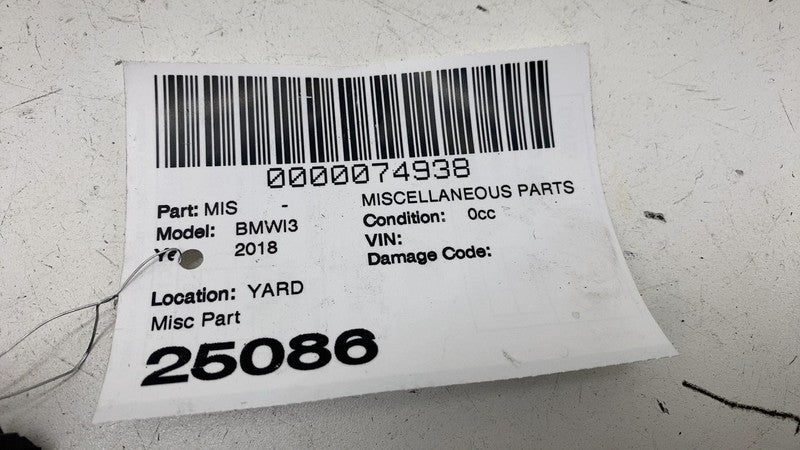 0000074938
Part: MIS - MISCELLANEOUS PARTS
Model: BMWI3 Condition: 0cc
2018 VIN:
Damage Code:
Location: YARD
Misc Part
25086